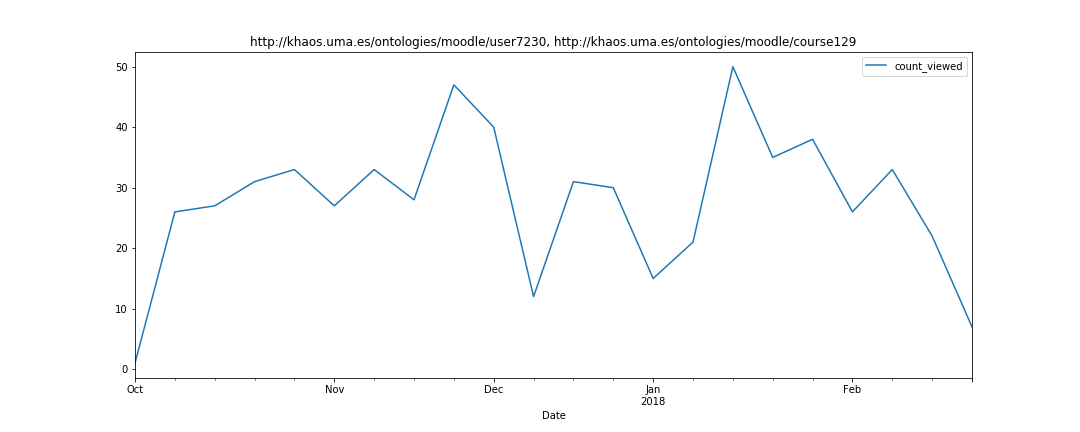 http://khaos.uma.es/ontologies/moodle/user7230, http://khaos.uma.es/ontologies/moodle/course129
count_viewed
50
40
30
20
10
0
Oct Nov Dec Jan Feb
2018
Date